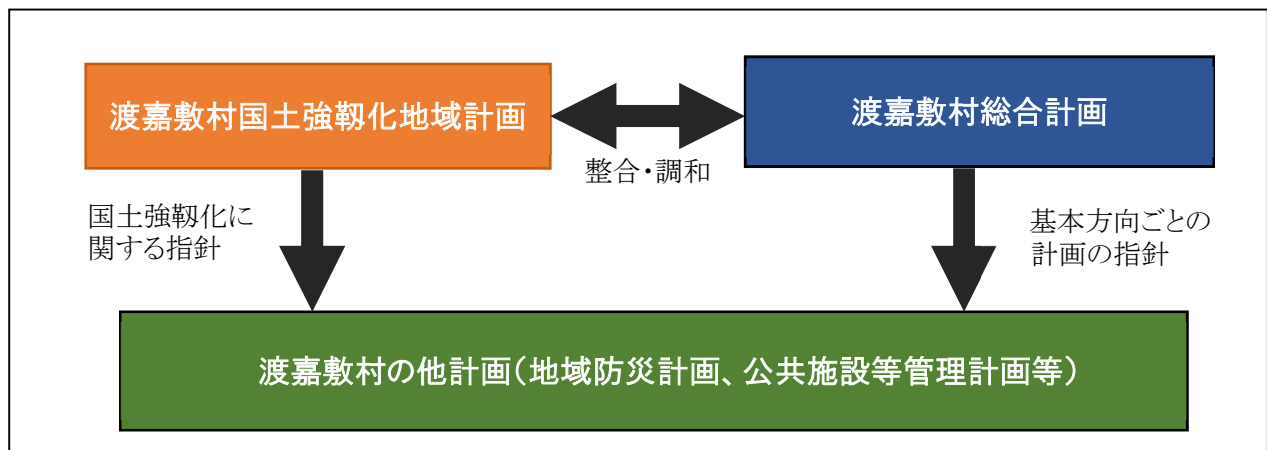 渡嘉敷村国土強靱化地域計画
渡嘉敷村総合計画
整合・調和
国土強靱化に
関する指針
基本方向ごとの
計画の指針
渡嘉敷村の他計画（地域防災計画、公共施設等管理計画等）